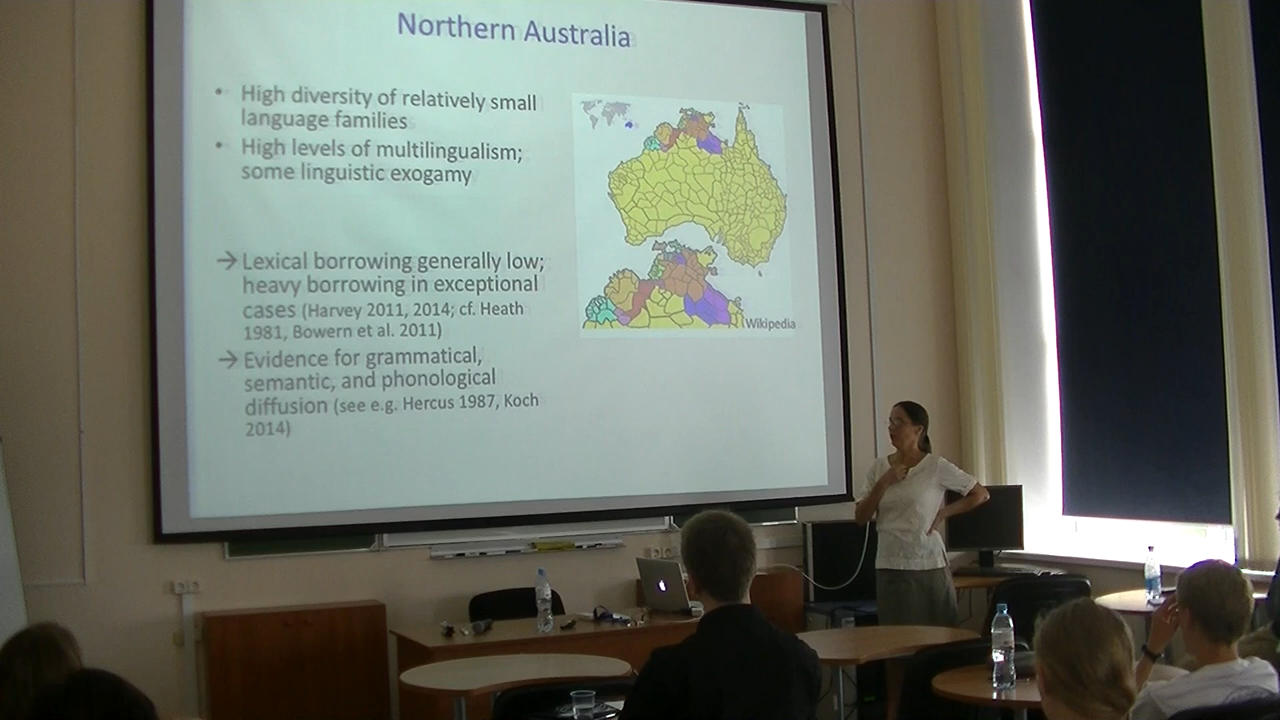 Northern Australia
• High diversity of relatively small
language families
• High levels of multilingualism;
some linguistic exogamy
→ Lexical borrowing generally low;
heavy borrowing in exceptional
cases (Harvey 2011, 2014; cf. Heath
1981, Bowern et al. 2011)
→ Evidence for grammatical,
semantic, and phonological
diffusion (see e.g. Hercus 1987, Koch
2014)
Wikipedia